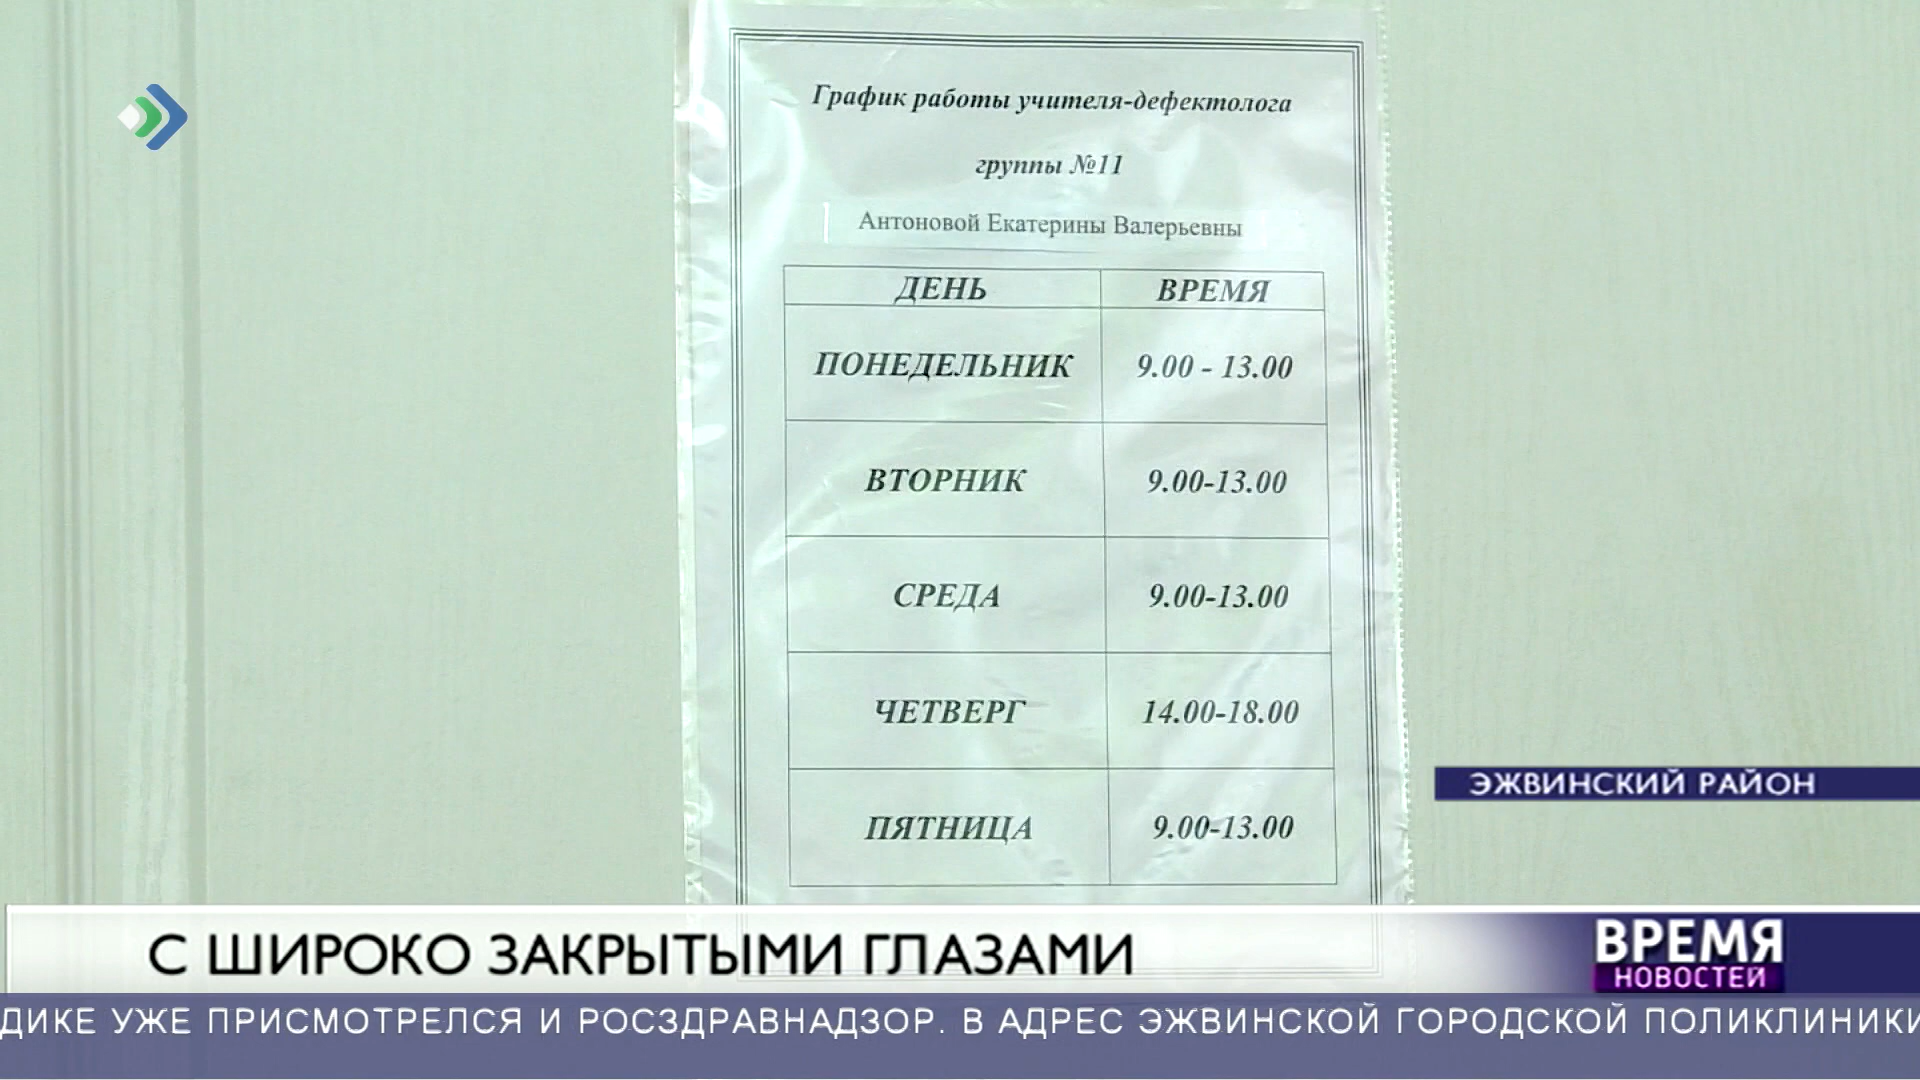 График работы учителя-дефектолога
группы №11
Антоновой Екатерины Валерьевны
ДЕНЬ ВРЕМЯ
ПОНЕДЕЛЬНИК 9.00 - 13.00
ВТОРНИК 9.00-13.00
СРЕДА 9.00-13.00
ЧЕТВЕРГ 14.00-18.00
ПЯТНИЦА 9.00-13.00
ЭЖВИНСКИЙ РАЙОН
С ШИРОКО ЗАКРЫТЫМИ ГЛАЗАМИ
ВРЕМЯ
НОВОСТЕЙ
ДИКЕ УЖЕ ПРИСМОТРЕЛСЯ И РОСЗДРАВНАДЗОР. В АДРЕС ЭЖВИНСКОЙ ГОРОДСКОЙ ПОЛИКЛИНИКИ